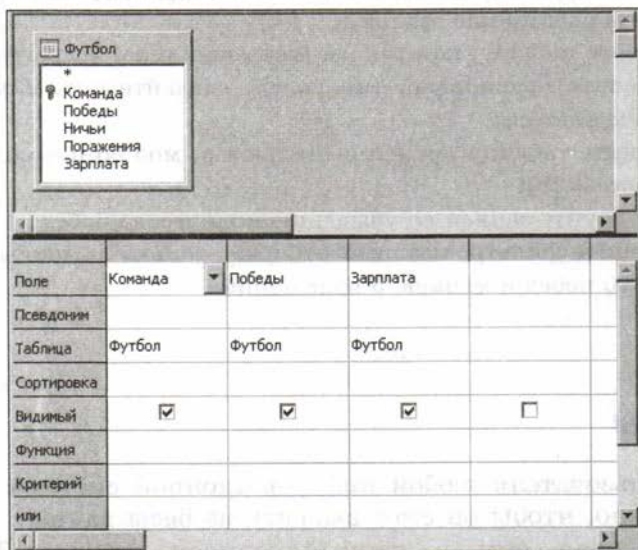 Футбол
*
Команда
Победы
Ничьи
Поражения
Зарплата
Поле Команда Победы Зарплата
Псевдоним
Таблица Футбол Футбол Футбол
Сортировка
Видимый
Функция
Критерий
или